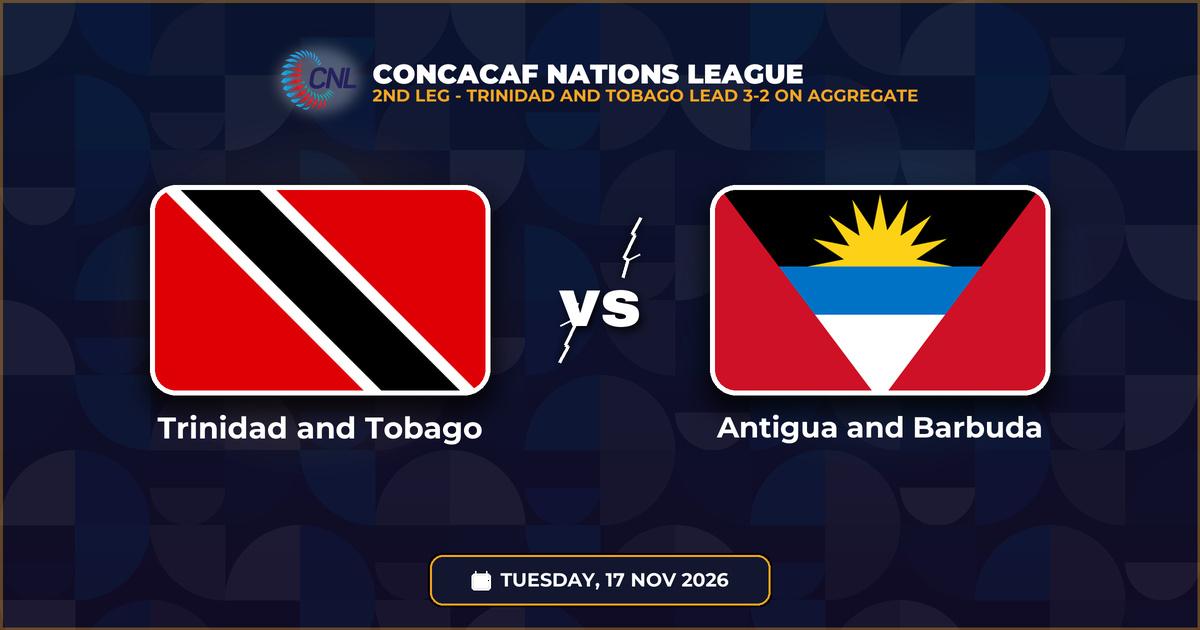 CNL
CONCACAF NATIONS LEAGUE
2ND LEG - TRINIDAD AND TOBAGO LEAD 3-2 ON AGGREGATE
VS
Trinidad and Tobago
Antigua and Barbuda
TUESDAY, 17 NOV 2026